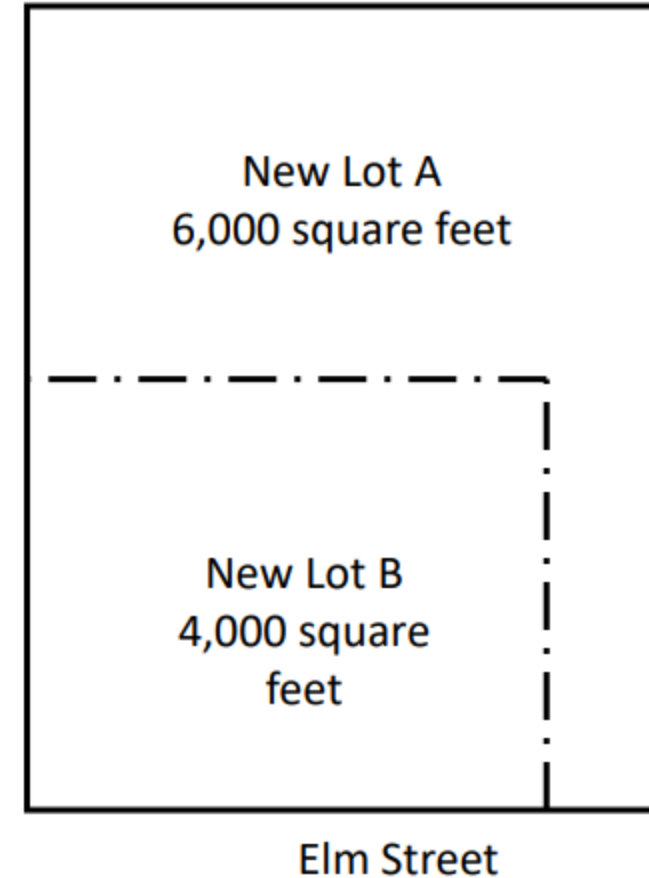 New Lot A
6,000 square feet
New Lot B
4,000 square
feet
Elm Street